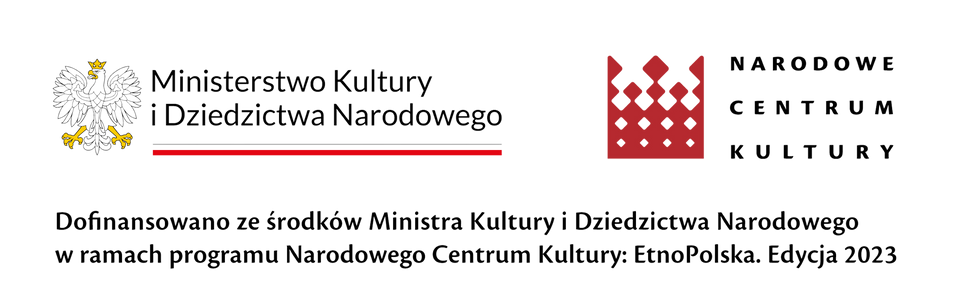 Ministerstwo Kultury
i Dziedzictwa Narodowego
NARODOWE
CENTRUM
KULTURY
Dofinansowano ze środków Ministra Kultury i Dziedzictwa Narodowego
w ramach programu Narodowego Centrum Kultury: EtnoPolska. Edycja 2023